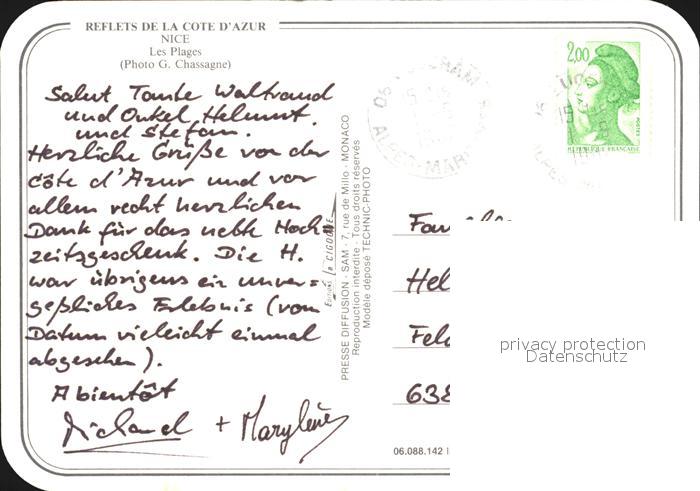 REFLETS DE LA COTE D'AZUR
NICE
Les Plages
(Photo G. Chassagne)
Salut Tante Waltraud
und Onkel Helmut,
und Stefan.
Herzliche Grüße von der
Côte d'Azur und vor
allem recht herzlichen
Dank für das nette Hoch=
zeitsgeschenk. Die H.
war übrigens ein unver=
geßliches Erlebnis (vom
Datum vielleicht einmal
abgesehen).
A bientôt
Richard + Marylène
Editions la CIGOGNE
PRESSE DIFFUSION - SAM - 7, rue de Millo - MONACO
Reproduction interdite - Tous droits réservés
Modèle déposé TECHNIC-PHOTO
2,00
POSTES
REPUBLIQUE FRANÇAISE
06
ALPES-MAR
Hel
Feld
638
privacy protection
Datenschutz
06.088.142